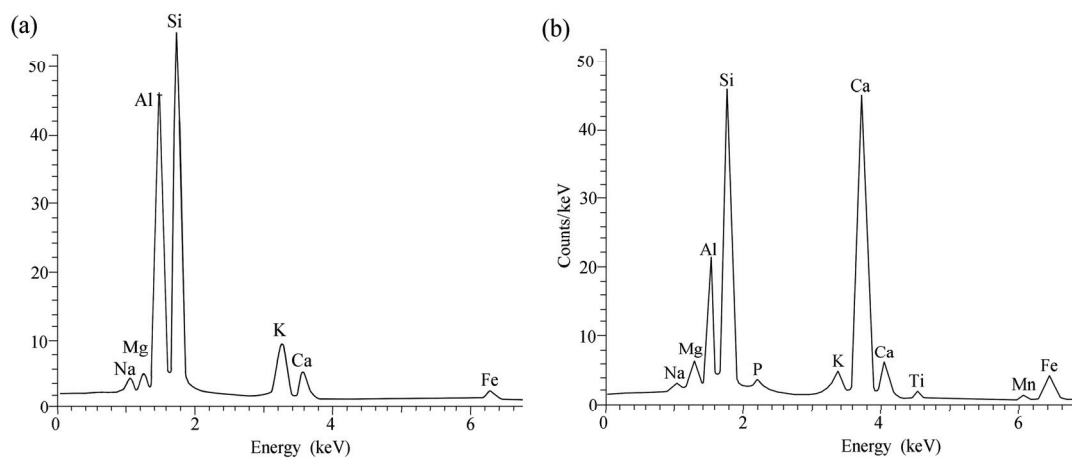 (a)
Si
Al
Mg
Na
K
Ca
Fe
50
40
30
20
10
0
0 2 4 6
Energy (keV)
(b)
Counts/keV
Si
Ca
Al
Mg
Na
P
K
Ca
Ti
Mn
Fe
50
40
30
20
10
0
0 2 4 6
Energy (keV)